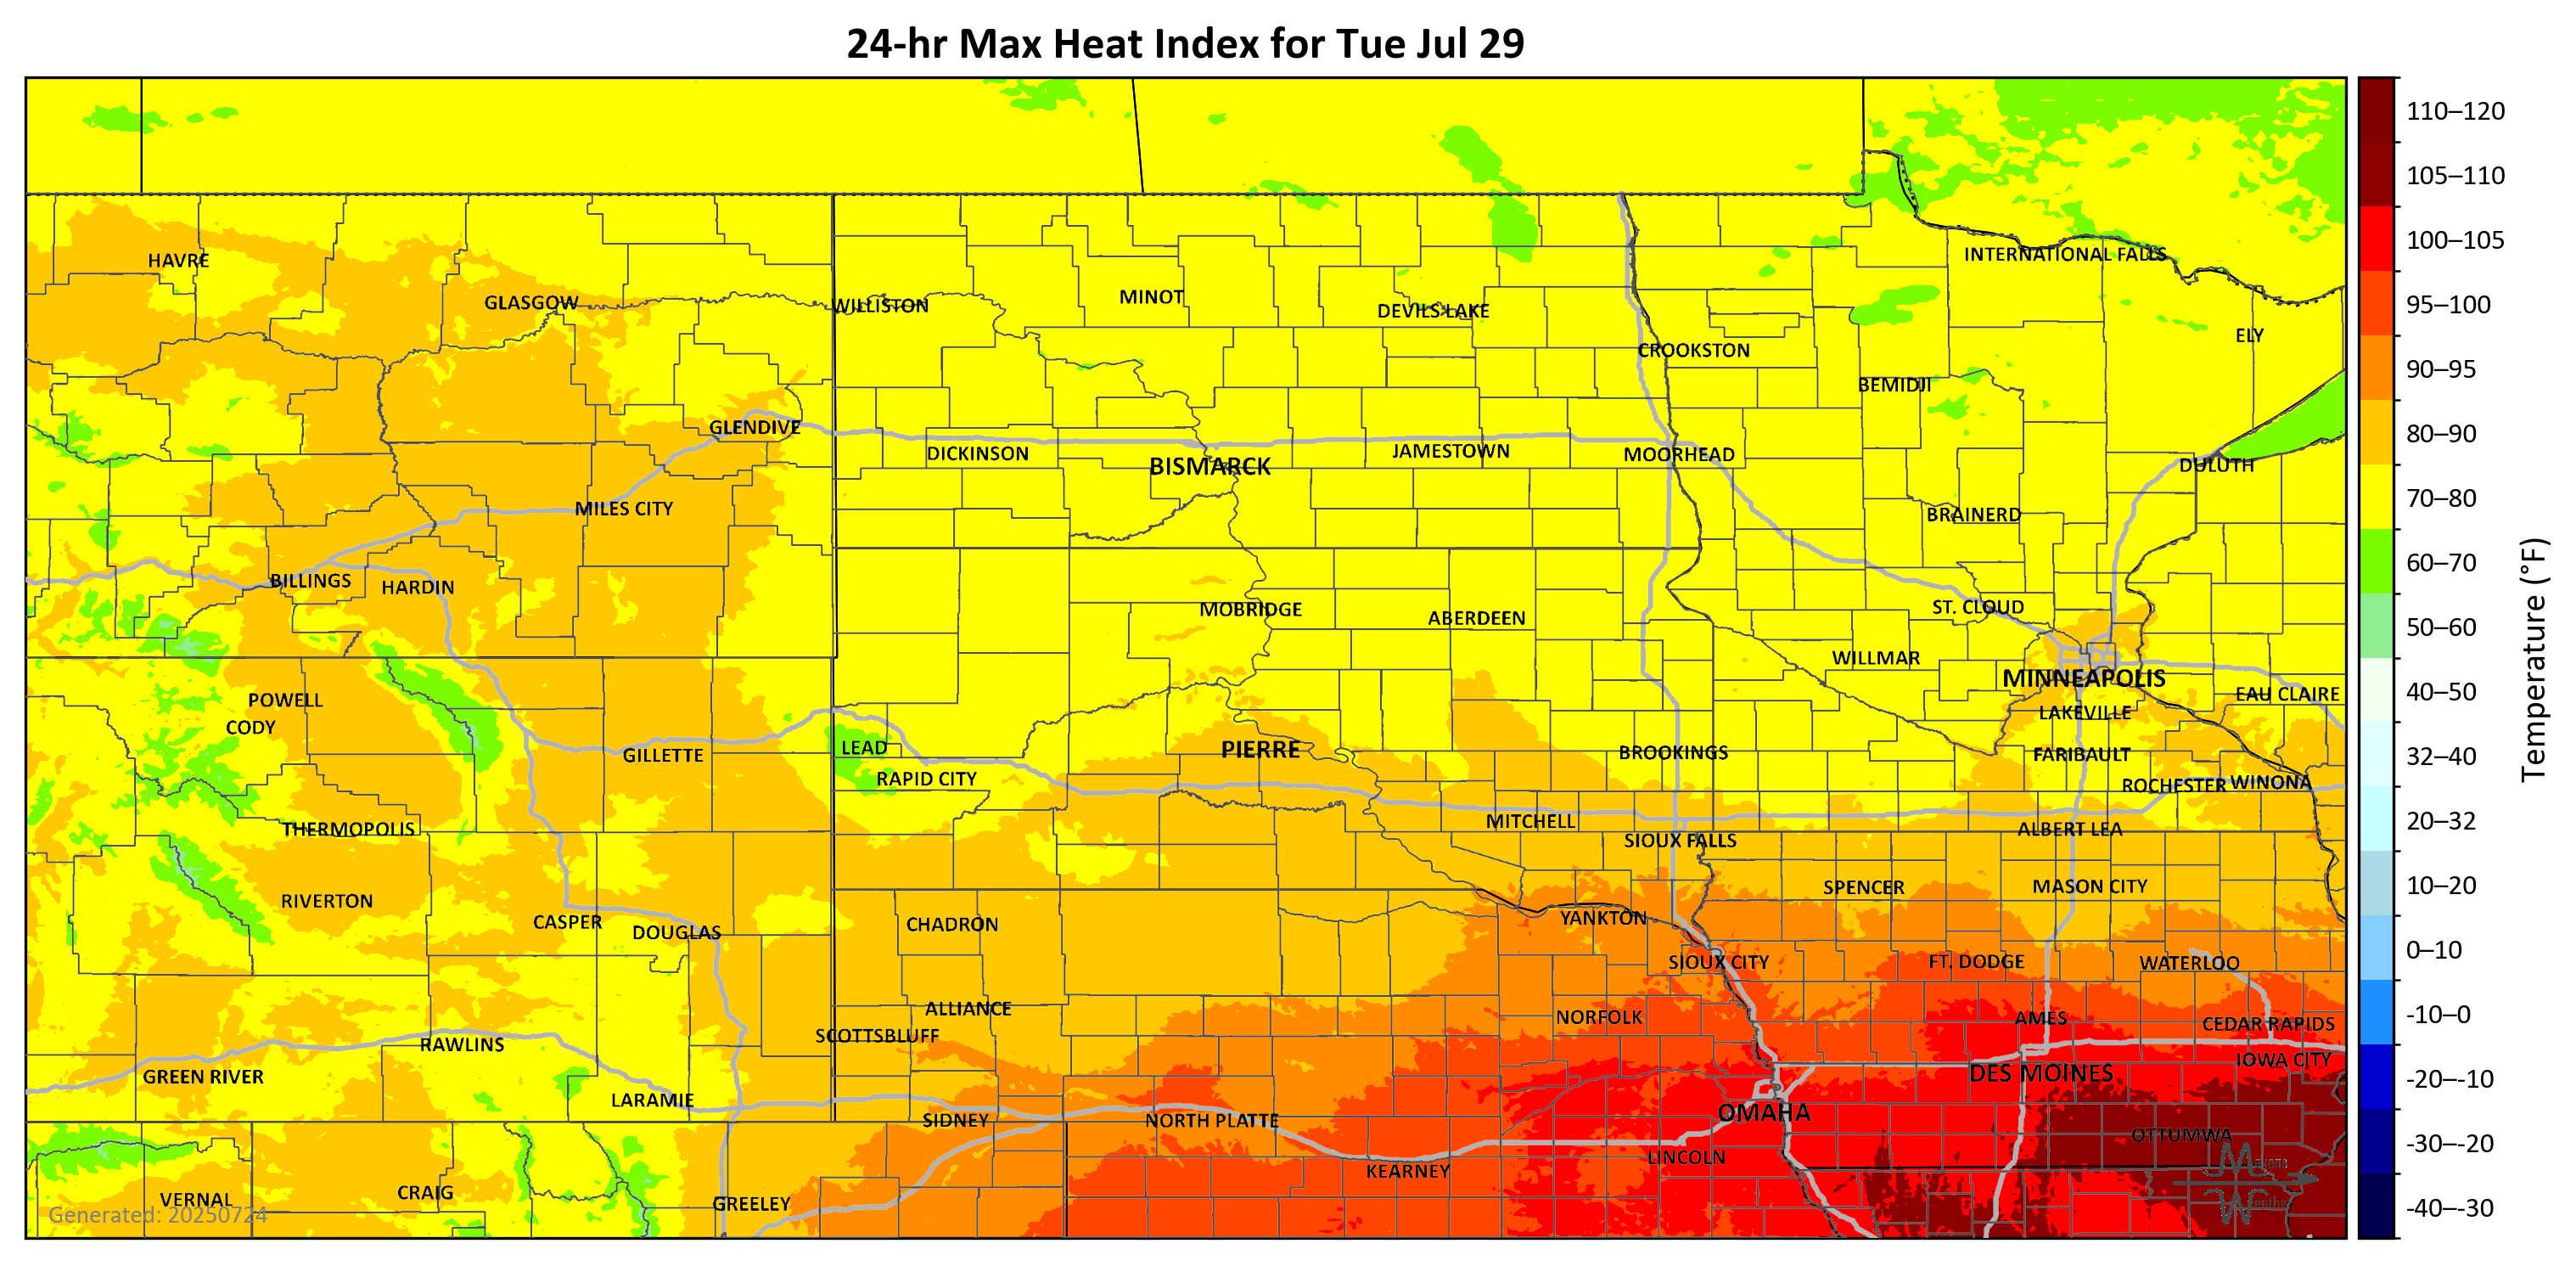 24-hr Max Heat Index for Tue Jul 29
HAVRE
GLASGOW
WILLISTON
MINOT
DEVILS LAKE
INTERNATIONAL FALLS
ELY
CROOKSTON
BEMIDJI
GLENDIVE
DICKINSON
BISMARCK
JAMESTOWN
MOORHEAD
DULUTH
MILES CITY
BRAINERD
BILLINGS
HARDIN
MOBRIDGE
ABERDEEN
ST. CLOUD
WILLMAR
MINNEAPOLIS
EAU CLAIRE
POWELL
CODY
LAKEVILLE
GILLETTE
LEAD
PIERRE
BROOKINGS
FARIBAULT
RAPID CITY
ROCHESTER
WINONA
THERMOPOLIS
MITCHELL
SIOUX FALLS
ALBERT LEA
RIVERTON
SPENCER
MASON CITY
CASPER
DOUGLAS
CHADRON
YANKTON
SIOUX CITY
FT. DODGE
WATERLOO
ALLIANCE
SCOTTSBLUFF
NORFOLK
AMES
CEDAR RAPIDS
RAWLINS
IOWA CITY
GREEN RIVER
DES MOINES
LARAMIE
SIDNEY
NORTH PLATTE
OMAHA
OTTUMWA
LINCOLN
KEARNEY
VERNAL
CRAIG
GREELEY
Generated: 20250724
110–120
105–110
100–105
95–100
90–95
80–90
70–80
60–70
50–60
40–50
32–40
20–32
10–20
0–10
-10–0
-20–-10
-30–-20
-40–-30
Temperature (°F)